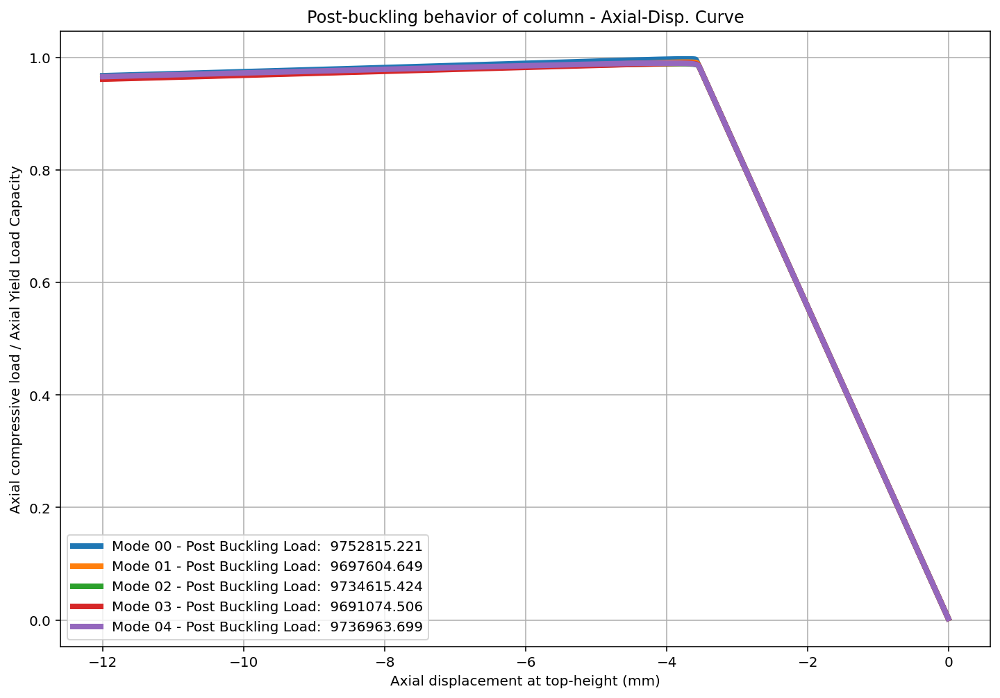 Post-buckling behavior of column - Axial-Disp. Curve
Axial compressive load / Axial Yield Load Capacity
1.0
0.8
0.6
0.4
0.2
0.0
Mode 00 - Post Buckling Load:  9752815.221
Mode 01 - Post Buckling Load:  9697604.649
Mode 02 - Post Buckling Load:  9734615.424
Mode 03 - Post Buckling Load:  9691074.506
Mode 04 - Post Buckling Load:  9736963.699
−12 −10 −8 −6 −4 −2 0
Axial displacement at top-height (mm)